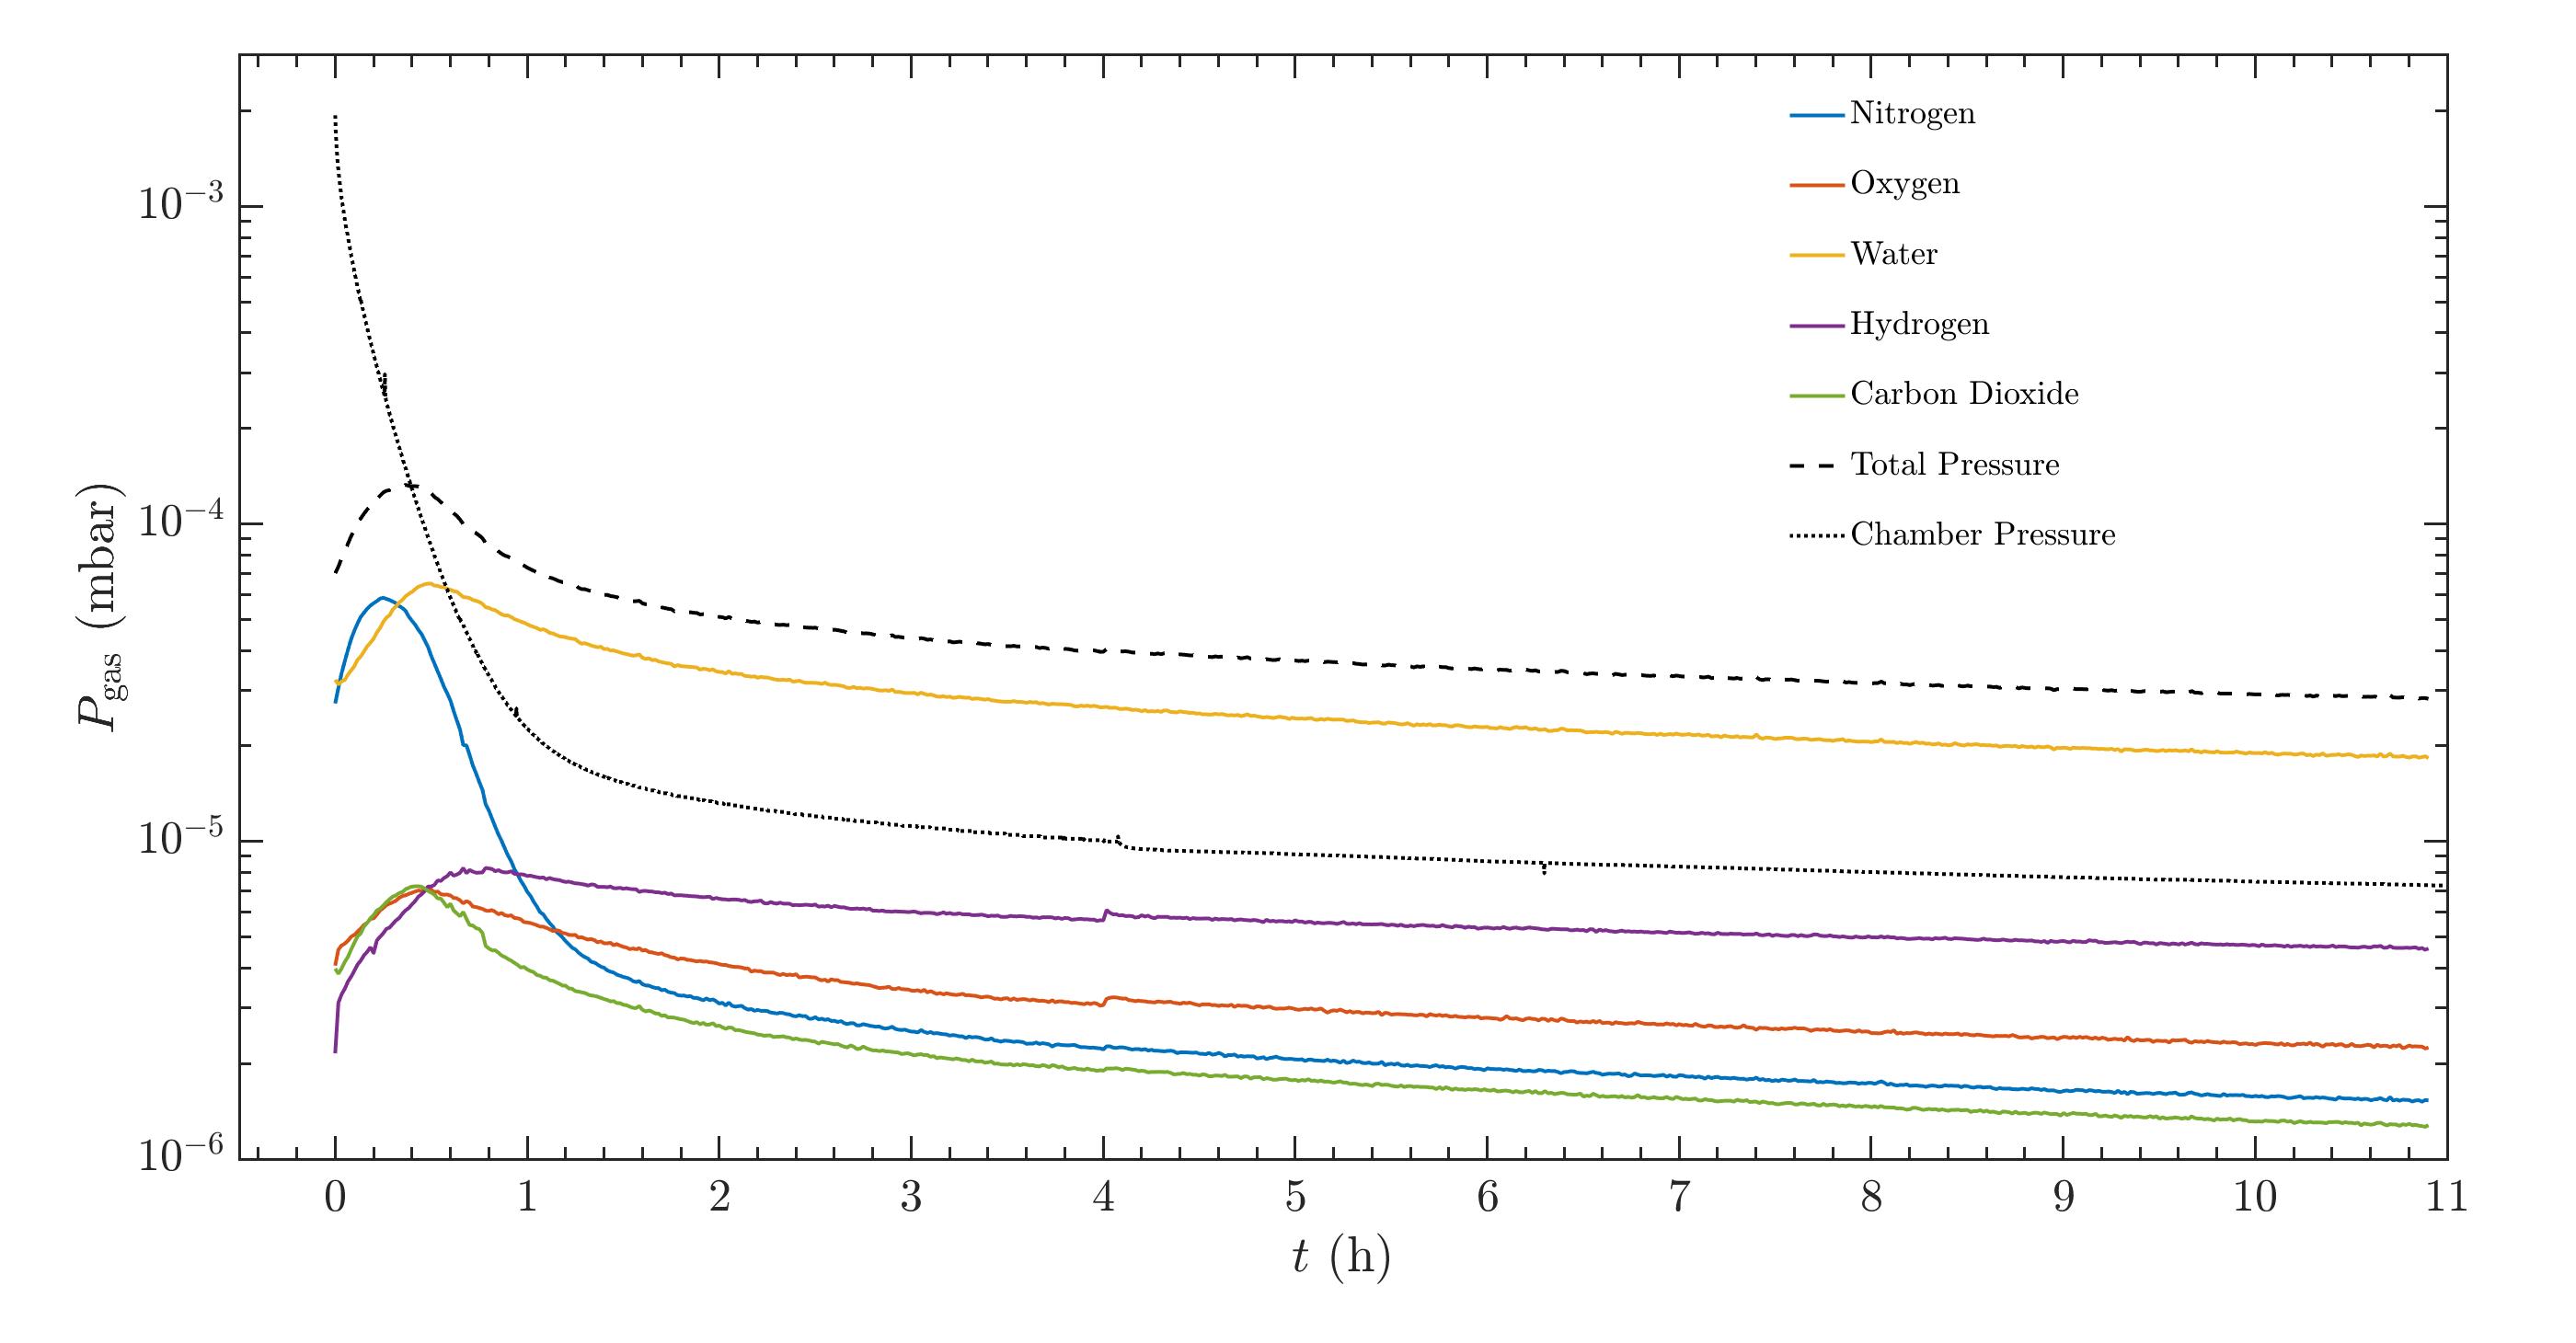 Nitrogen
Oxygen
Water
Hydrogen
Carbon Dioxide
Total Pressure
Chamber Pressure
10⁻³
10⁻⁴
10⁻⁵
10⁻⁶
P_gas (mbar)
0 1 2 3 4 5 6 7 8 9 10 11
t (h)